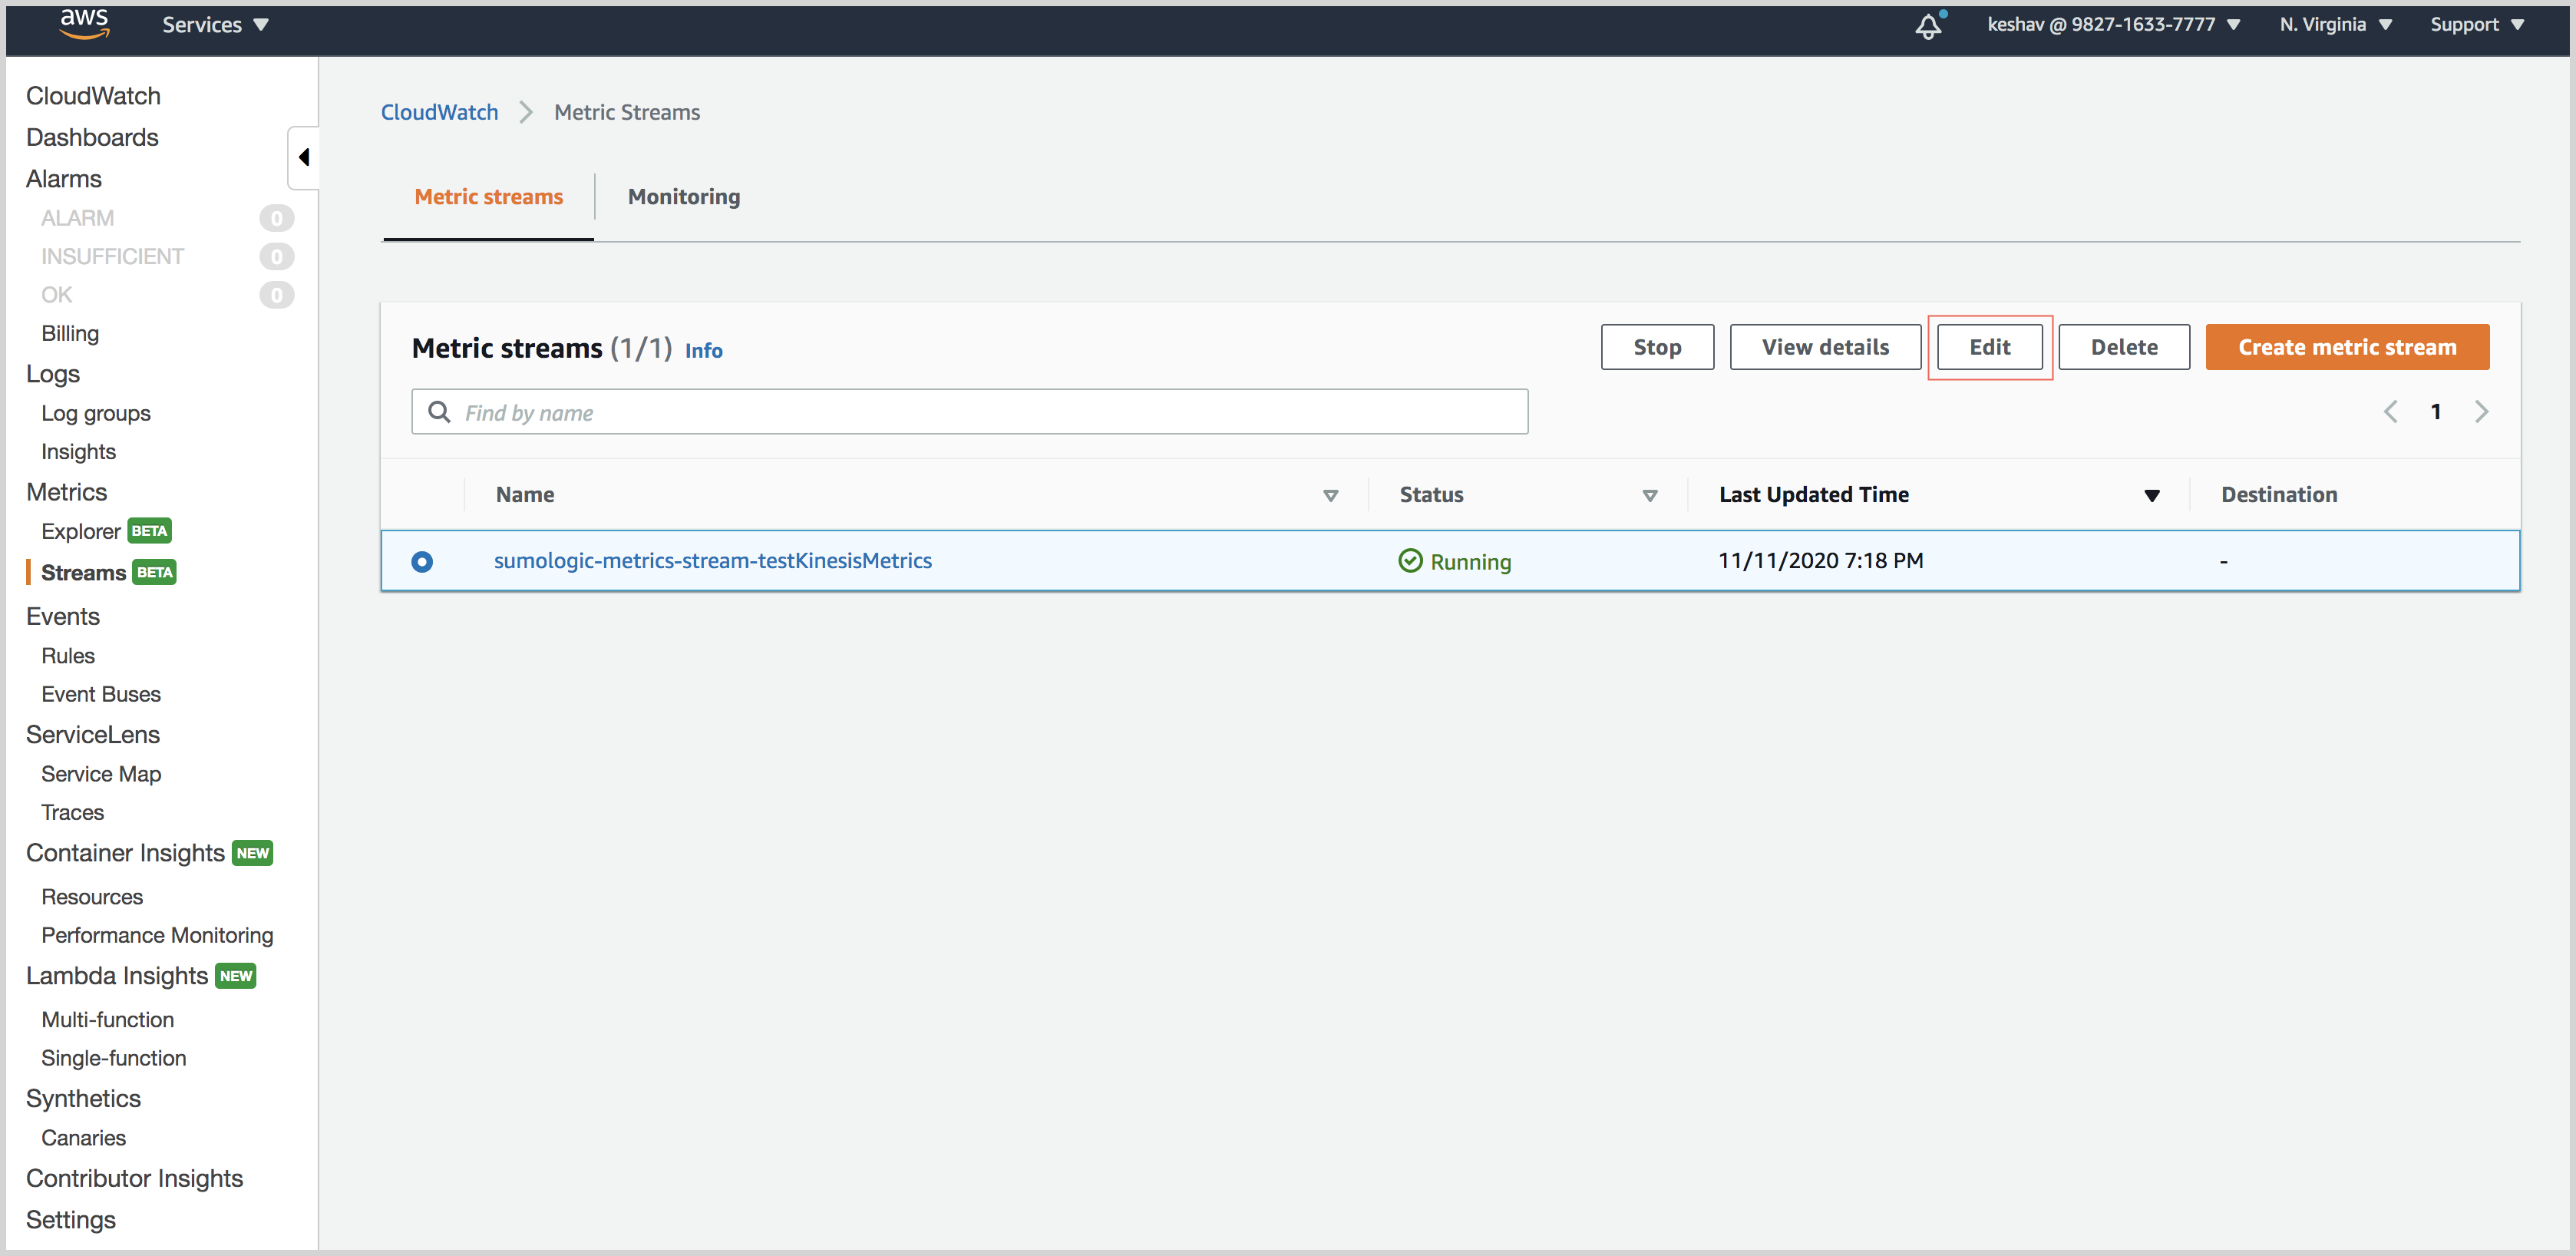 aws Services keshav @ 9827-1633-7777 N. Virginia Support
CloudWatch
Dashboards
Alarms
ALARM 0
INSUFFICIENT 0
OK 0
Billing
Logs
Log groups
Insights
Metrics
Explorer BETA
Streams BETA
Events
Rules
Event Buses
ServiceLens
Service Map
Traces
Container Insights NEW
Resources
Performance Monitoring
Lambda Insights NEW
Multi-function
Single-function
Synthetics
Canaries
Contributor Insights
Settings
CloudWatch Metric Streams
Metric streams Monitoring
Metric streams (1/1) Info Stop View details Edit Delete Create metric stream
Find by name 1
Name Status Last Updated Time Destination
sumologic-metrics-stream-testKinesisMetrics Running 11/11/2020 7:18 PM -